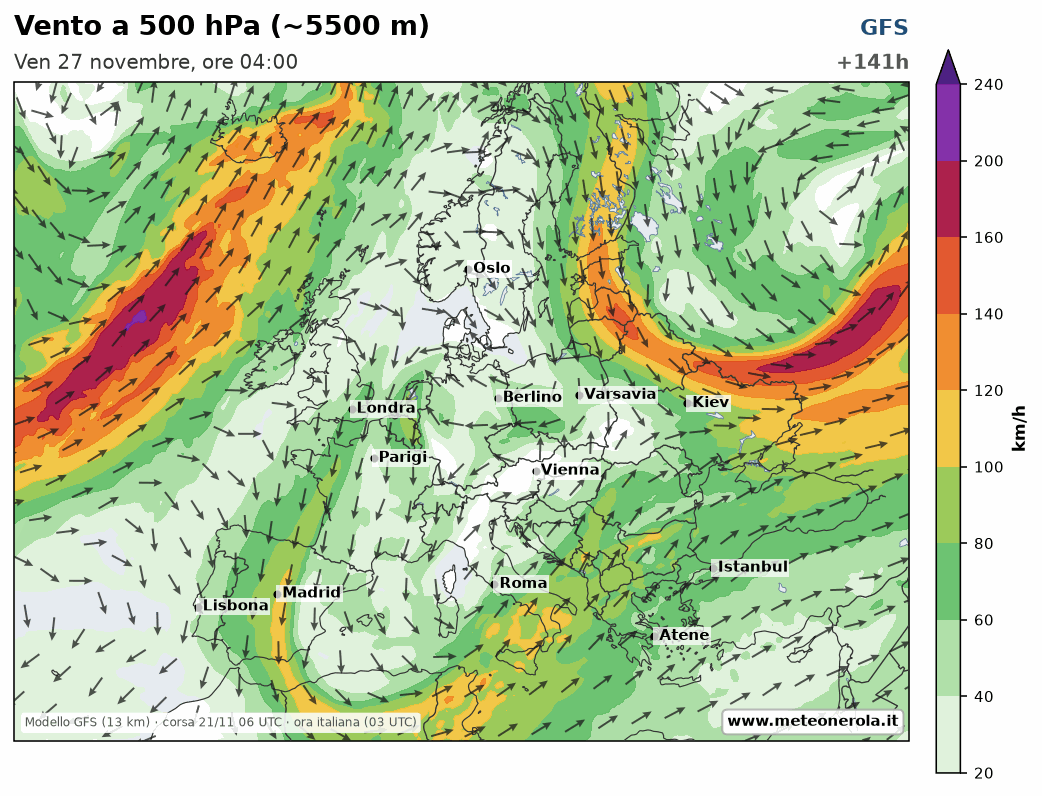 Vento a 500 hPa (~5500 m)
GFS
Ven 27 novembre, ore 04:00
+141h
240
200
160
140
120
100
80
60
40
20
km/h
Oslo
Berlino
Varsavia
Kiev
Londra
Parigi
Vienna
Istanbul
Roma
Madrid
Lisbona
Atene
Modello GFS (13 km) · corsa 21/11 06 UTC · ora italiana (03 UTC)
www.meteonerola.it